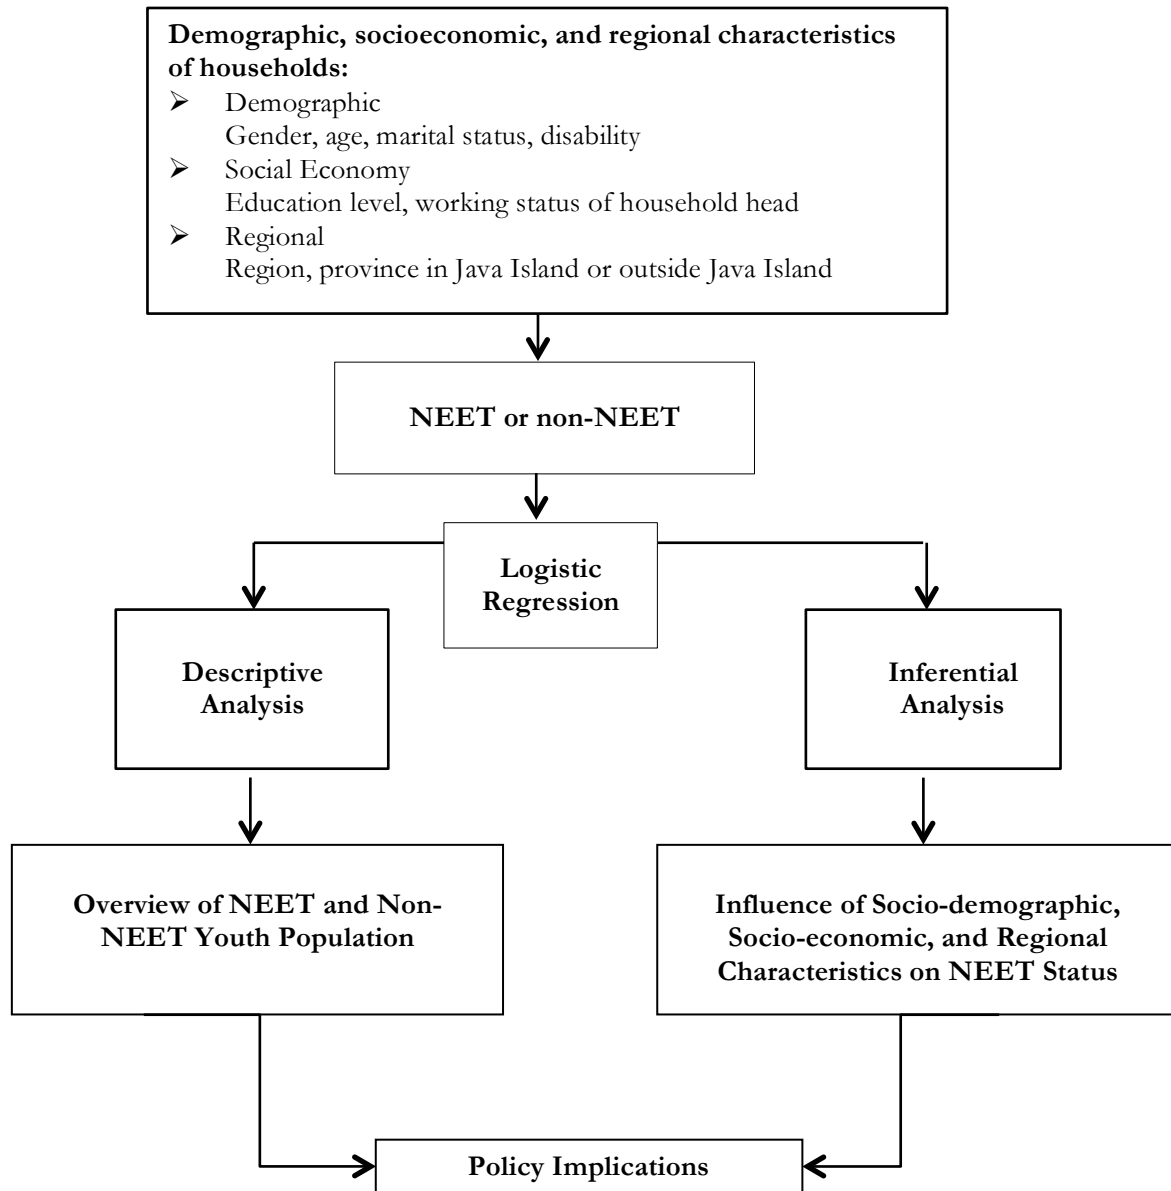 Demographic, socioeconomic, and regional characteristics
of households:
➢ Demographic
Gender, age, marital status, disability
➢ Social Economy
Education level, working status of household head
➢ Regional
Region, province in Java Island or outside Java Island
NEET or non-NEET
Logistic
Regression
Descriptive
Analysis
Inferential
Analysis
Overview of NEET and Non-
NEET Youth Population
Influence of Socio-demographic,
Socio-economic, and Regional
Characteristics on NEET Status
Policy Implications